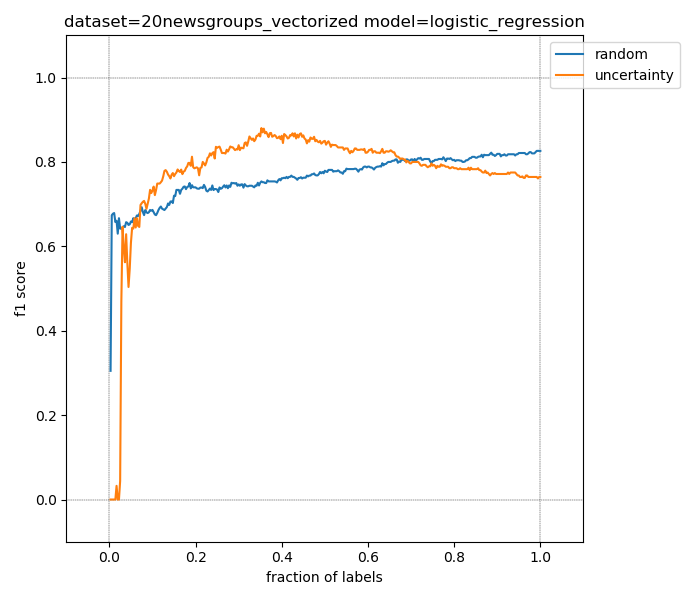 dataset=20newsgroups_vectorized model=logistic_regression
random
uncertainty
1.0
0.8
0.6
0.4
0.2
0.0
f1 score
0.0 0.2 0.4 0.6 0.8 1.0
fraction of labels